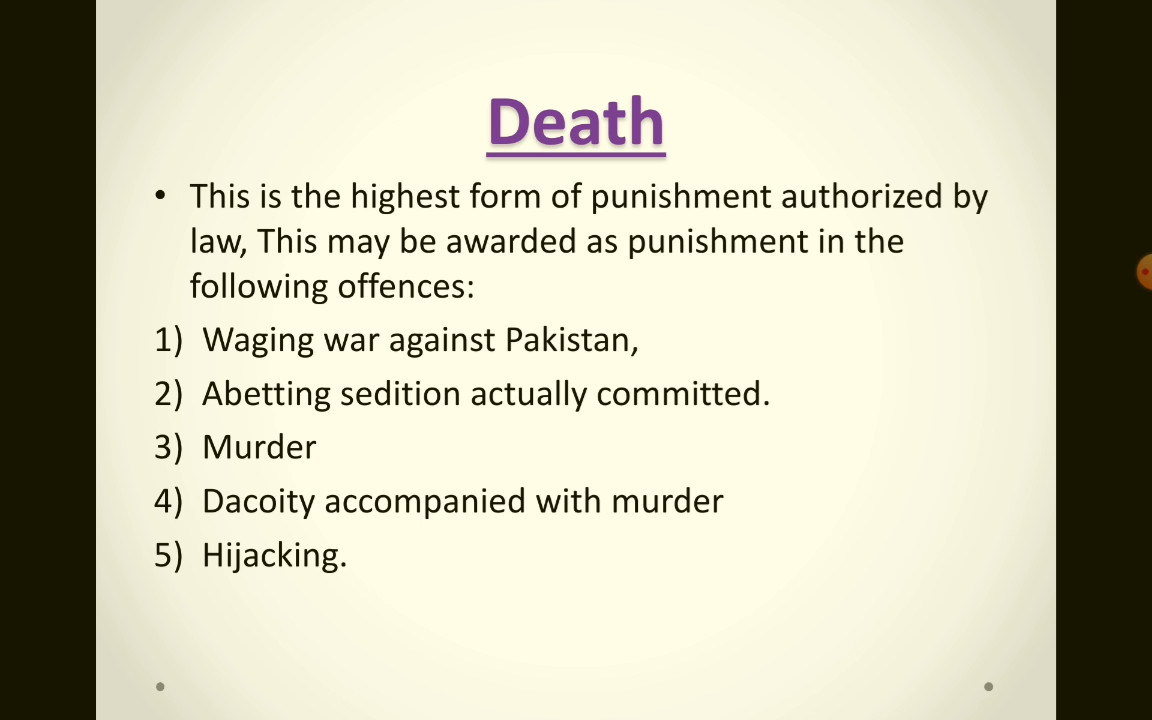 Death
• This is the highest form of punishment authorized by
law, This may be awarded as punishment in the
following offences:
1) Waging war against Pakistan,
2) Abetting sedition actually committed.
3) Murder
4) Dacoity accompanied with murder
5) Hijacking.